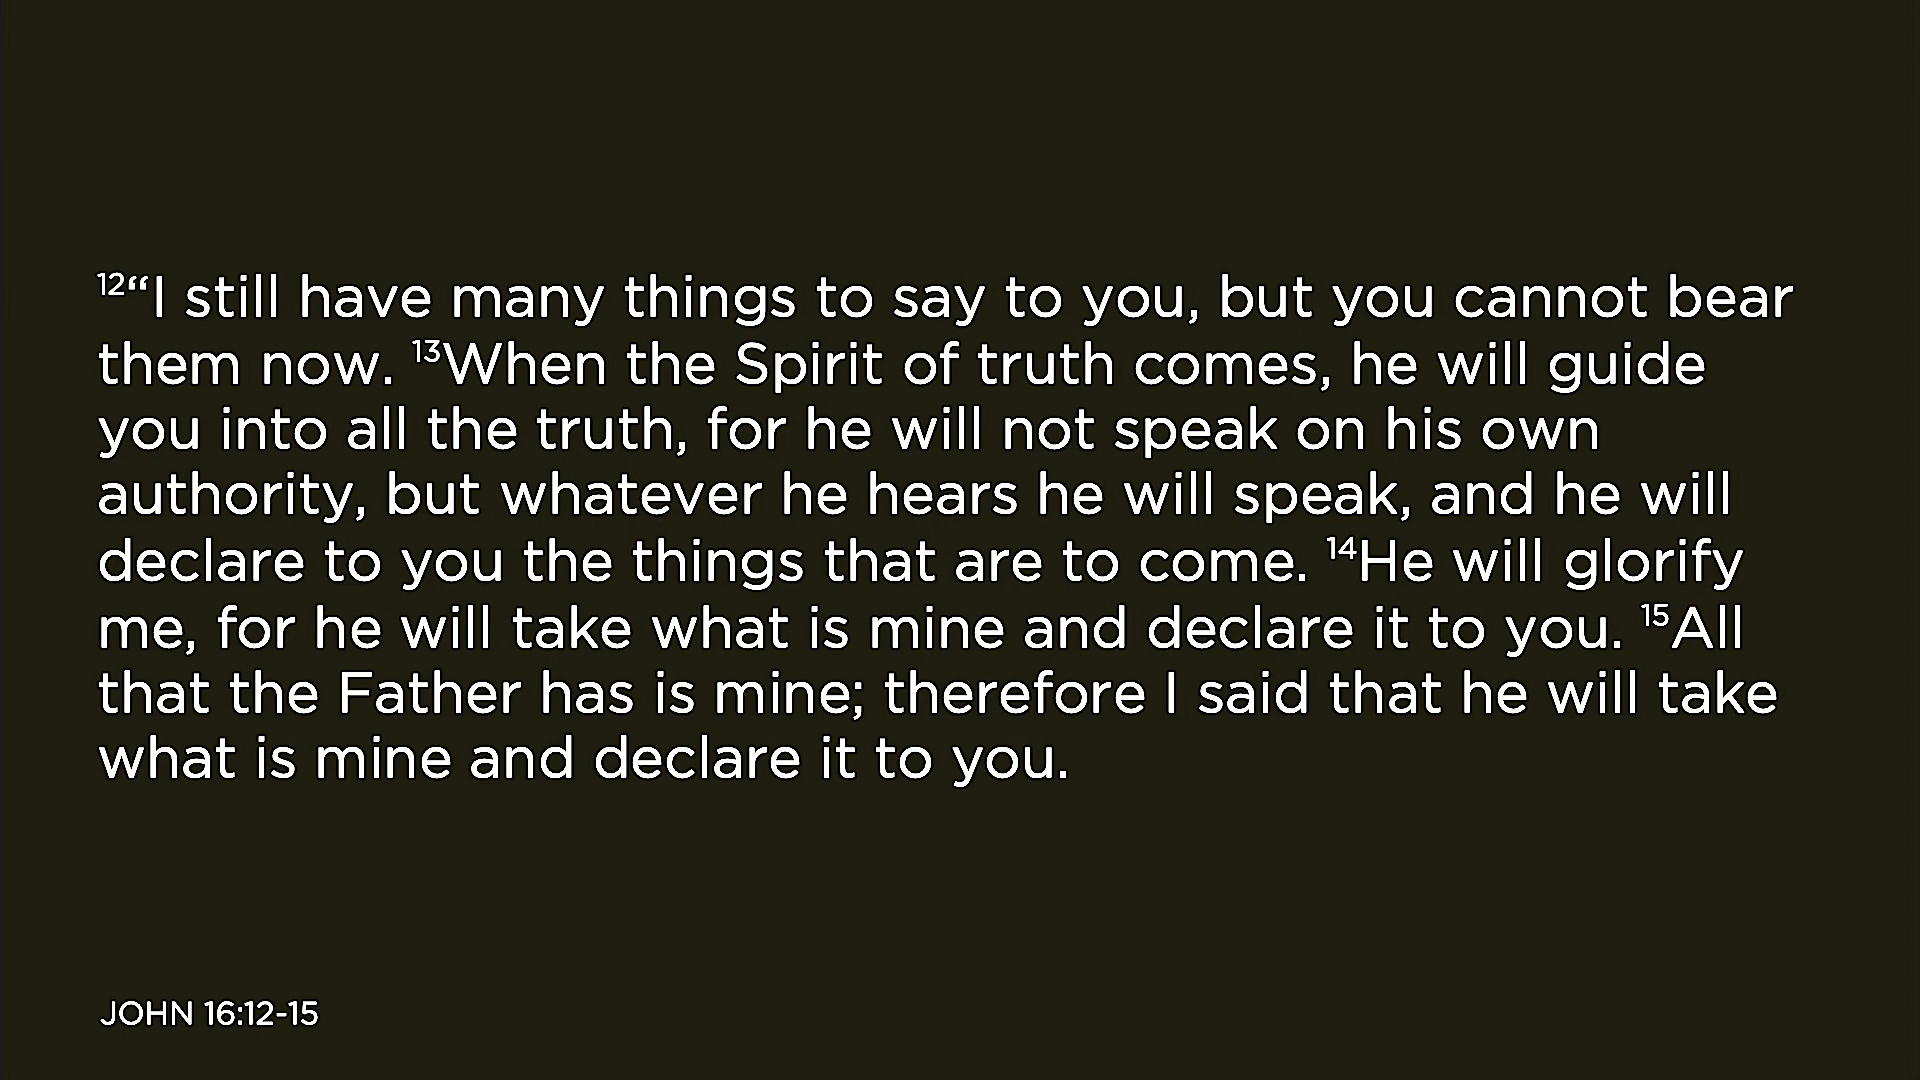 ¹²“I still have many things to say to you, but you cannot bear
them now. ¹³When the Spirit of truth comes, he will guide
you into all the truth, for he will not speak on his own
authority, but whatever he hears he will speak, and he will
declare to you the things that are to come. ¹⁴He will glorify
me, for he will take what is mine and declare it to you. ¹⁵All
that the Father has is mine; therefore I said that he will take
what is mine and declare it to you.
JOHN 16:12-15